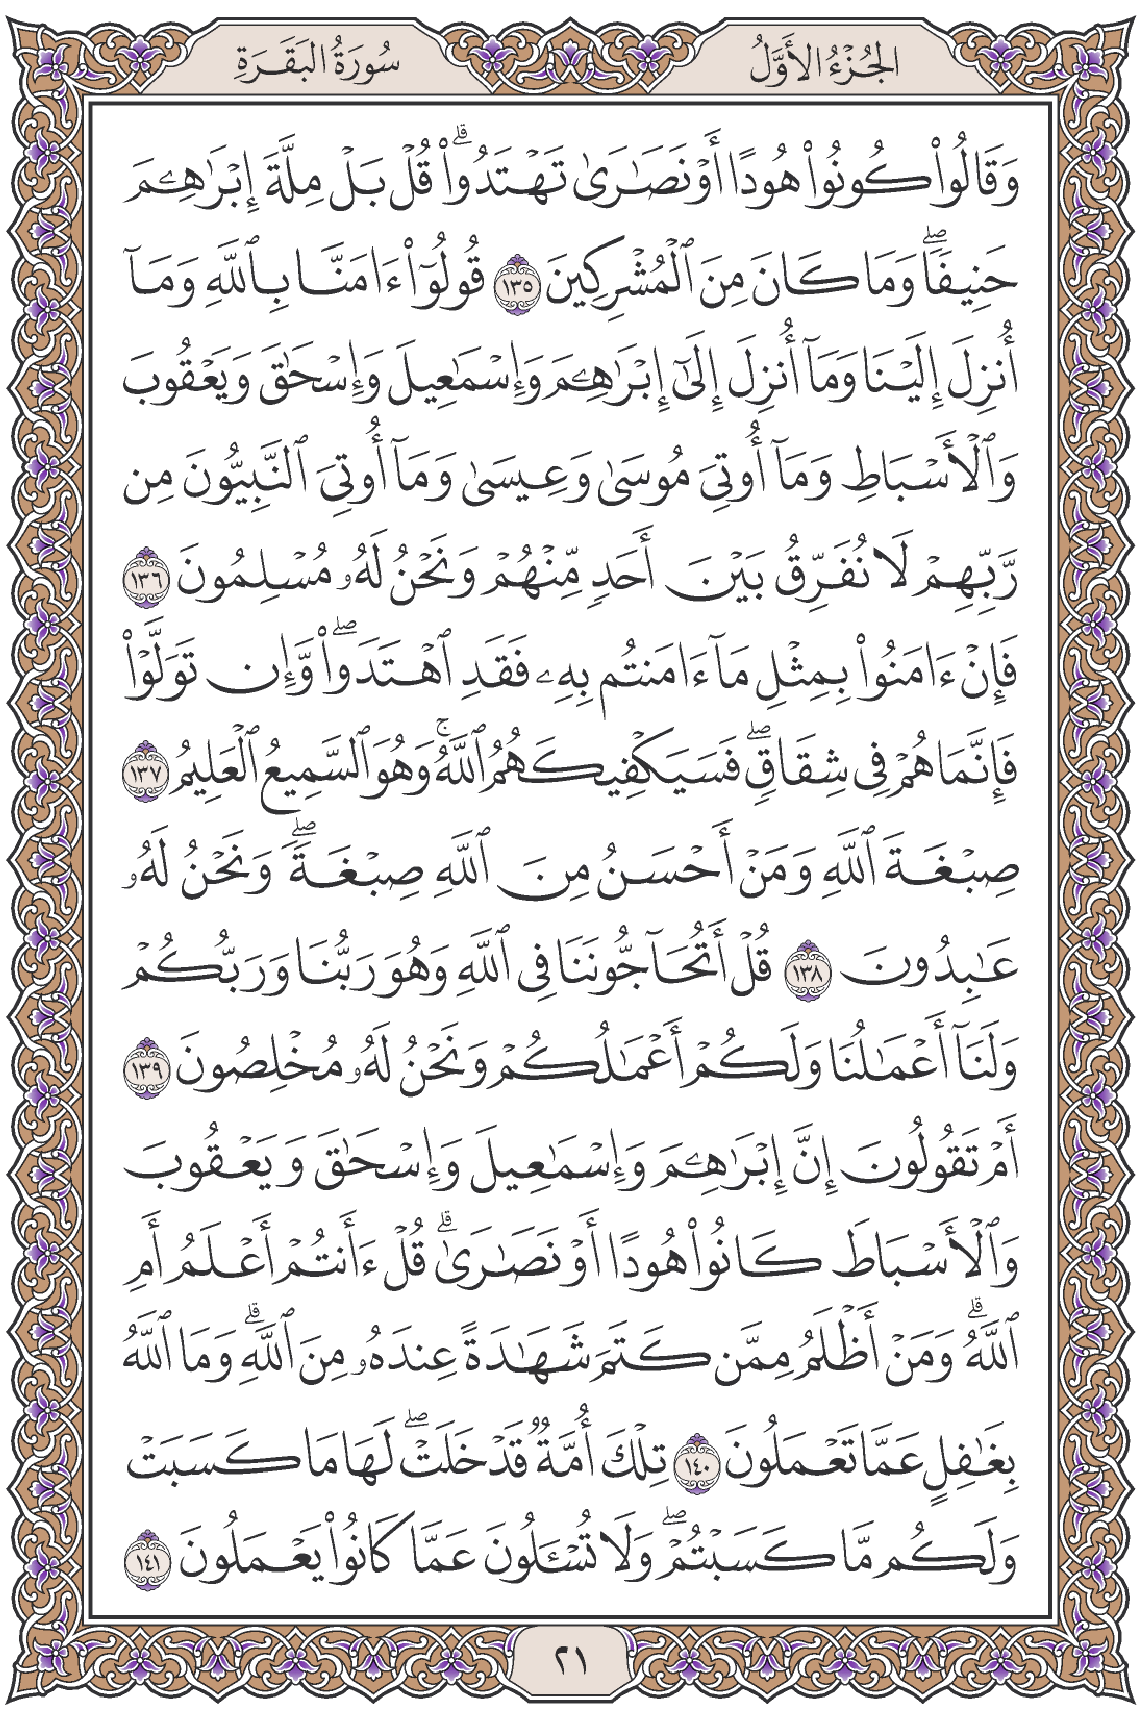 الجُزْءُ الأَوَّلُ
سُورَةُ البَقَرَةِ
وَقَالُوا۟ كُونُوا۟ هُودًا أَوْ نَصَـٰرَىٰ تَهْتَدُوا۟ ۗ قُلْ بَلْ مِلَّةَ إِبْرَٰهِـۧمَ
حَنِيفًا ۖ وَمَا كَانَ مِنَ ٱلْمُشْرِكِينَ ١٣٥ قُولُوٓا۟ ءَامَنَّا بِٱللَّهِ وَمَآ
أُنزِلَ إِلَيْنَا وَمَآ أُنزِلَ إِلَىٰٓ إِبْرَٰهِـۧمَ وَإِسْمَـٰعِيلَ وَإِسْحَـٰقَ وَيَعْقُوبَ
وَٱلْأَسْبَاطِ وَمَآ أُوتِىَ مُوسَىٰ وَعِيسَىٰ وَمَآ أُوتِىَ ٱلنَّبِيُّونَ مِن
رَّبِّهِمْ لَا نُفَرِّقُ بَيْنَ أَحَدٍ مِّنْهُمْ وَنَحْنُ لَهُۥ مُسْلِمُونَ ١٣٦
فَإِنْ ءَامَنُوا۟ بِمِثْلِ مَآ ءَامَنتُم بِهِۦ فَقَدِ ٱهْتَدَوا۟ ۖ وَّإِن تَوَلَّوْا۟
فَإِنَّمَا هُمْ فِى شِقَاقٍ ۖ فَسَيَكْفِيكَهُمُ ٱللَّهُ ۚ وَهُوَ ٱلسَّمِيعُ ٱلْعَلِيمُ ١٣٧
صِبْغَةَ ٱللَّهِ وَمَنْ أَحْسَنُ مِنَ ٱللَّهِ صِبْغَةً ۖ وَنَحْنُ لَهُۥ
عَـٰبِدُونَ ١٣٨ قُلْ أَتُحَآجُّونَنَا فِى ٱللَّهِ وَهُوَ رَبُّنَا وَرَبُّكُمْ
وَلَنَآ أَعْمَـٰلُنَا وَلَكُمْ أَعْمَـٰلُكُمْ وَنَحْنُ لَهُۥ مُخْلِصُونَ ١٣٩
أَمْ تَقُولُونَ إِنَّ إِبْرَٰهِـۧمَ وَإِسْمَـٰعِيلَ وَإِسْحَـٰقَ وَيَعْقُوبَ
وَٱلْأَسْبَاطَ كَانُوا۟ هُودًا أَوْ نَصَـٰرَىٰ ۗ قُلْ ءَأَنتُمْ أَعْلَمُ أَمِ
ٱللَّهُ ۗ وَمَنْ أَظْلَمُ مِمَّن كَتَمَ شَهَـٰدَةً عِندَهُۥ مِنَ ٱللَّهِ ۗ وَمَا ٱللَّهُ
بِغَـٰفِلٍ عَمَّا تَعْمَلُونَ ١٤٠ تِلْكَ أُمَّةٌ قَدْ خَلَتْ ۖ لَهَا مَا كَسَبَتْ
وَلَكُم مَّا كَسَبْتُمْ ۖ وَلَا تُسْـَٔلُونَ عَمَّا كَانُوا۟ يَعْمَلُونَ ١٤١
٢١